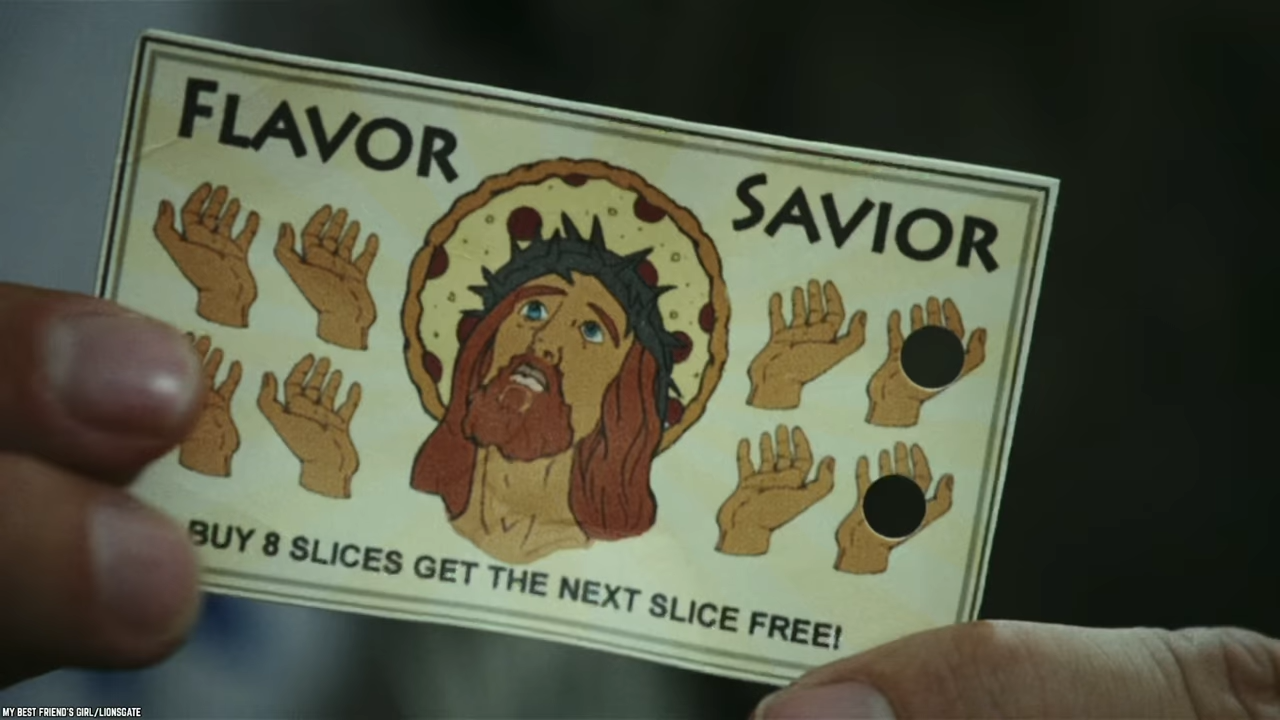 FLAVOR SAVIOR
BUY 8 SLICES GET THE NEXT SLICE FREE!
MY BEST FRIEND'S GIRL/LIONSGATE